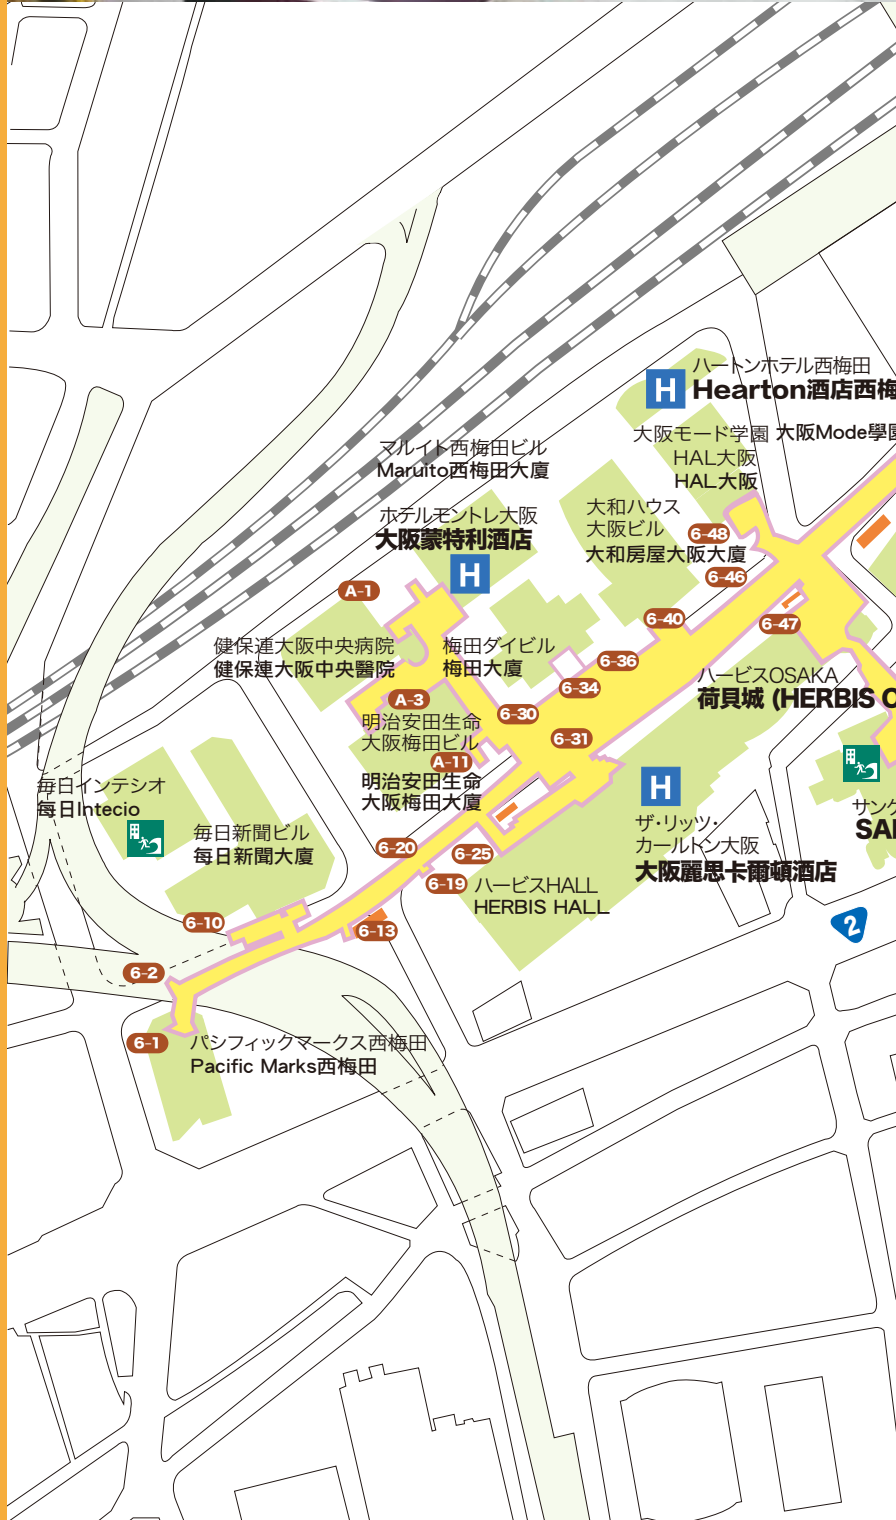 ハートンホテル西梅田
H
Hearton酒店西梅
大阪モード学園 大阪Mode學園
HAL大阪
HAL大阪
マルイト西梅田ビル
Maruito西梅田大廈
ホテルモントレ大阪
大阪蒙特利酒店
H
大和ハウス
大阪ビル
大和房屋大阪大廈
6-48
6-46
A-1
6-40
6-47
健保連大阪中央病院
健保連大阪中央醫院
梅田ダイビル
梅田大廈
6-36
6-34
ハービスOSAKA
荷貝城 (HERBIS O
A-3
6-30
6-31
明治安田生命
大阪梅田ビル
A-11
明治安田生命
大阪梅田大廈
H
毎日インテシオ
每日Intecio
サンケ
SAN
毎日新聞ビル
每日新聞大廈
ザ・リッツ・
カールトン大阪
大阪麗思卡爾頓酒店
6-20
6-25
6-19
ハービスHALL
HERBIS HALL
6-10
6-13
2
6-2
6-1
パシフィックマークス西梅田
Pacific Marks西梅田